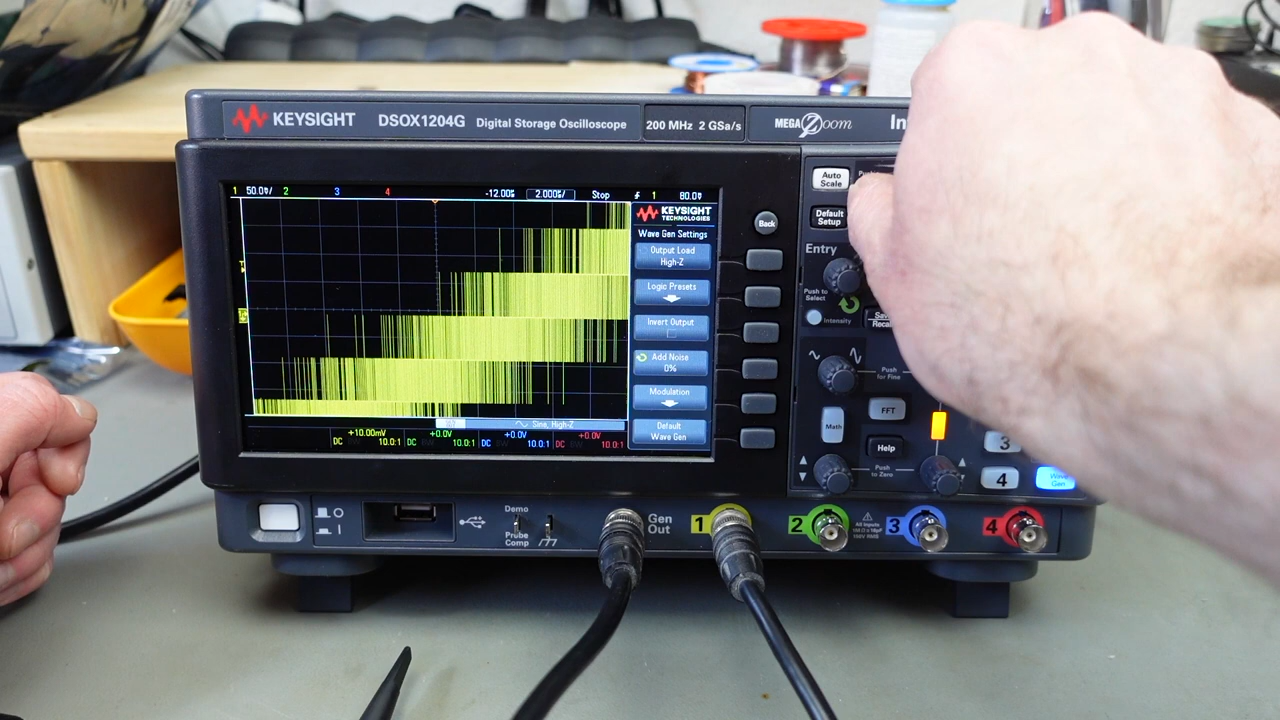 KEYSIGHT DSOX1204G Digital Storage Oscilloscope 200 MHz 2 GSa/s MEGA Zoom In
1 50.0V/ 2 3 4 -12.00s 2.000s/ Stop 1 80.0V
KEYSIGHT
TECHNOLOGIES
Wave Gen Settings
Output Load
High-Z
Logic Presets
Invert Output
Add Noise
0%
Modulation
Default
Wave Gen
Sine, High-Z
+10.00mV +0.0V +0.0V +0.0V
DC 10.0:1 DC 10.0:1 DC 10.0:1 DC 10.0:1
Back
Auto
Scale
Default
Setup
Entry
Push to
Select
Intensity
Push
for Fine
Math
FFT
Help
Push
to Zero
3
4
Wave
Gen
Demo
Probe
Comp
Gen
Out
1
2
All Inputs
3
4